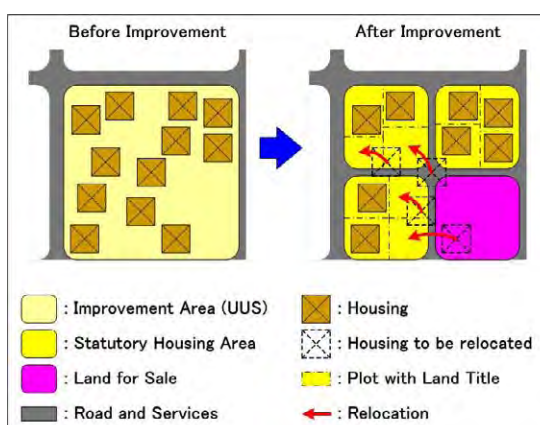 Before Improvement
After Improvement
: Improvement Area (UUS)
: Housing
: Statutory Housing Area
: Housing to be relocated
: Land for Sale
: Plot with Land Title
: Road and Services
: Relocation